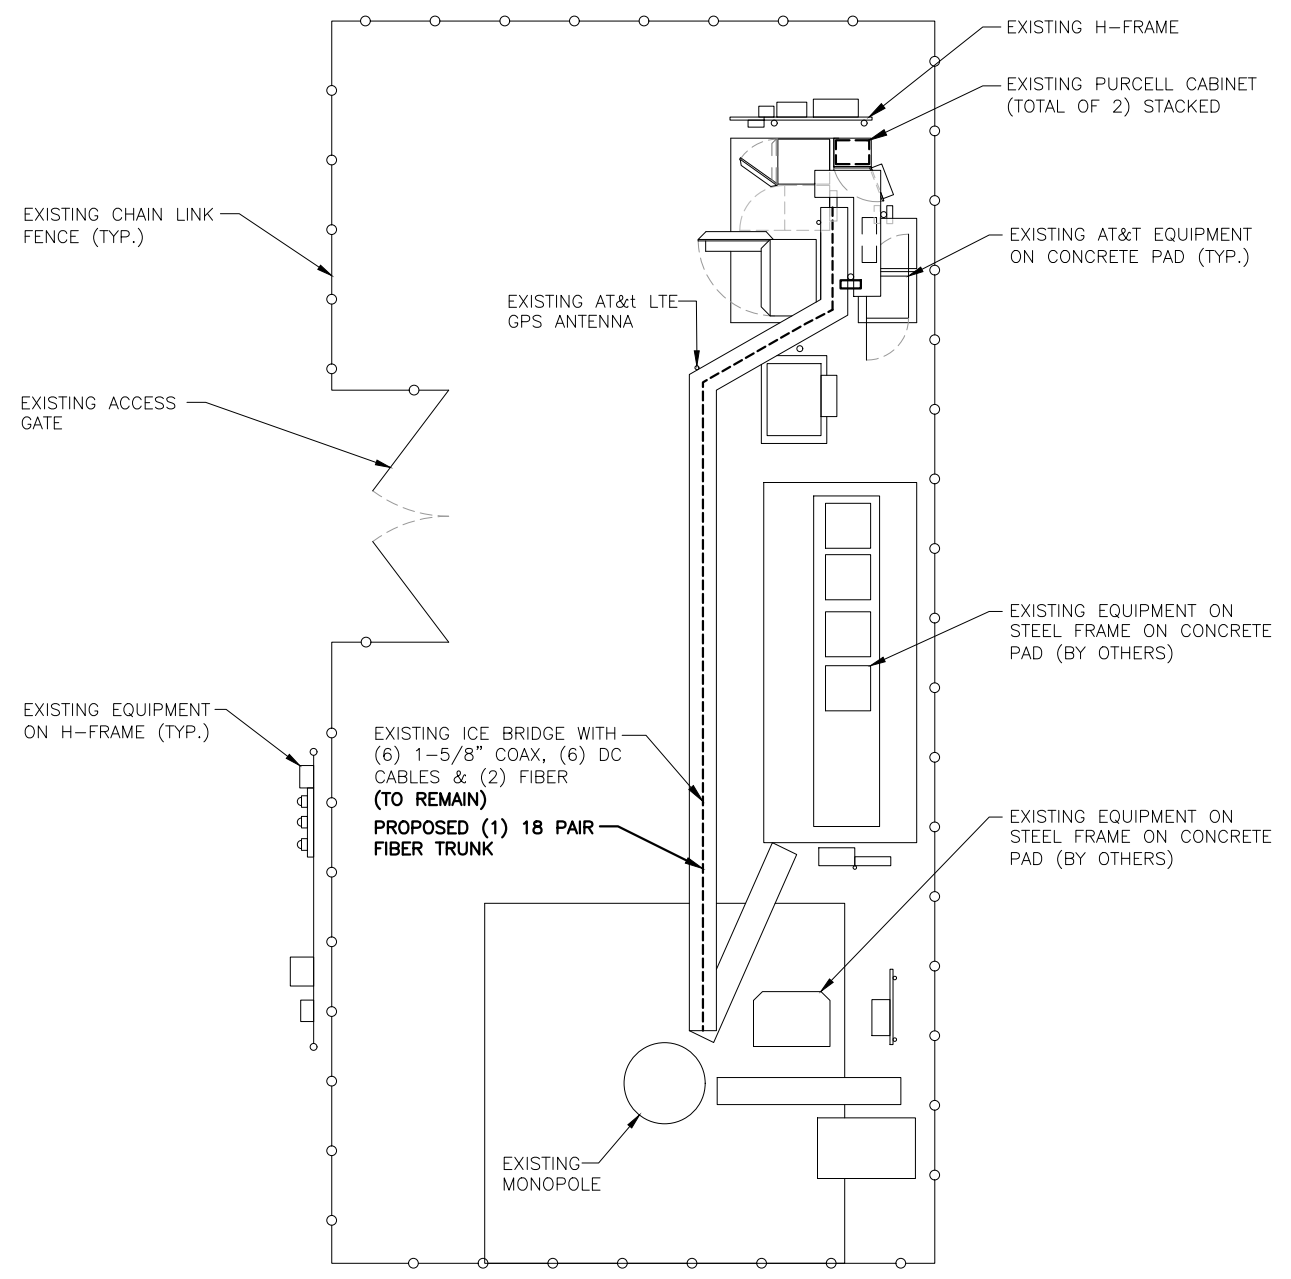 EXISTING H-FRAME
EXISTING PURCELL CABINET
(TOTAL OF 2) STACKED
EXISTING CHAIN LINK
FENCE (TYP.)
EXISTING AT&T EQUIPMENT
ON CONCRETE PAD (TYP.)
EXISTING AT&t LTE
GPS ANTENNA
EXISTING ACCESS
GATE
EXISTING EQUIPMENT ON
STEEL FRAME ON CONCRETE
PAD (BY OTHERS)
EXISTING EQUIPMENT
ON H-FRAME (TYP.)
EXISTING ICE BRIDGE WITH
(6) 1-5/8" COAX, (6) DC
CABLES & (2) FIBER
(TO REMAIN)
PROPOSED (1) 18 PAIR
FIBER TRUNK
EXISTING EQUIPMENT ON
STEEL FRAME ON CONCRETE
PAD (BY OTHERS)
EXISTING
MONOPOLE